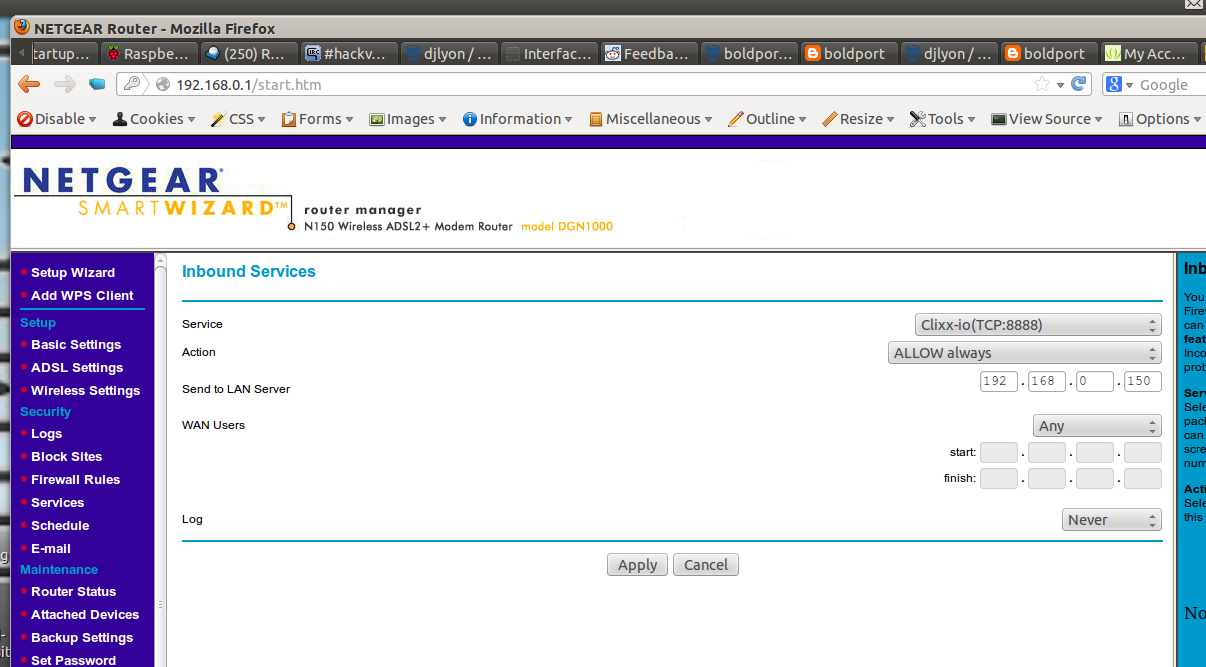 NETGEAR Router - Mozilla Firefox
tartup... Raspbe... (250) R... #hackv... djlyon / ... Interfac... Feedba... boldpor... boldport djlyon / ... boldport My Acc...
192.168.0.1/start.htm Google
Disable Cookies CSS Forms Images Information Miscellaneous Outline Resize Tools View Source Options
NETGEAR®
SMARTWIZARD™
router manager
N150 Wireless ADSL2+ Modem Router model DGN1000
Setup Wizard
Add WPS Client
Setup
Basic Settings
ADSL Settings
Wireless Settings
Security
Logs
Block Sites
Firewall Rules
Services
Schedule
E-mail
Maintenance
Router Status
Attached Devices
Backup Settings
Set Password
Inbound Services
Service Clixx-io(TCP:8888)
Action ALLOW always
Send to LAN Server 192 . 168 . 0 . 150
WAN Users Any
start: . . .
finish: . . .
Log Never
Apply Cancel
Inb
You
Fire
can
feat
Inco
prob
Serv
Sele
pack
can
scre
num
Acti
Sele
this
No